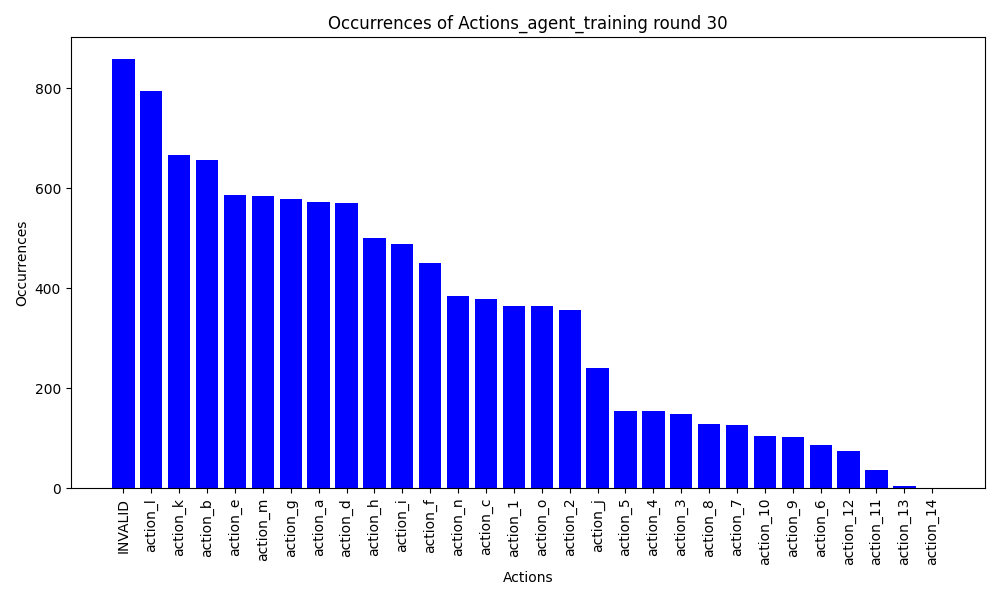 Occurrences of Actions_agent_training round 30
Occurrences
800
600
400
200
0
INVALID
action_l
action_k
action_b
action_e
action_m
action_g
action_a
action_d
action_h
action_i
action_f
action_n
action_c
action_1
action_o
action_2
action_j
action_5
action_4
action_3
action_8
action_7
action_10
action_9
action_6
action_12
action_11
action_13
action_14
Actions